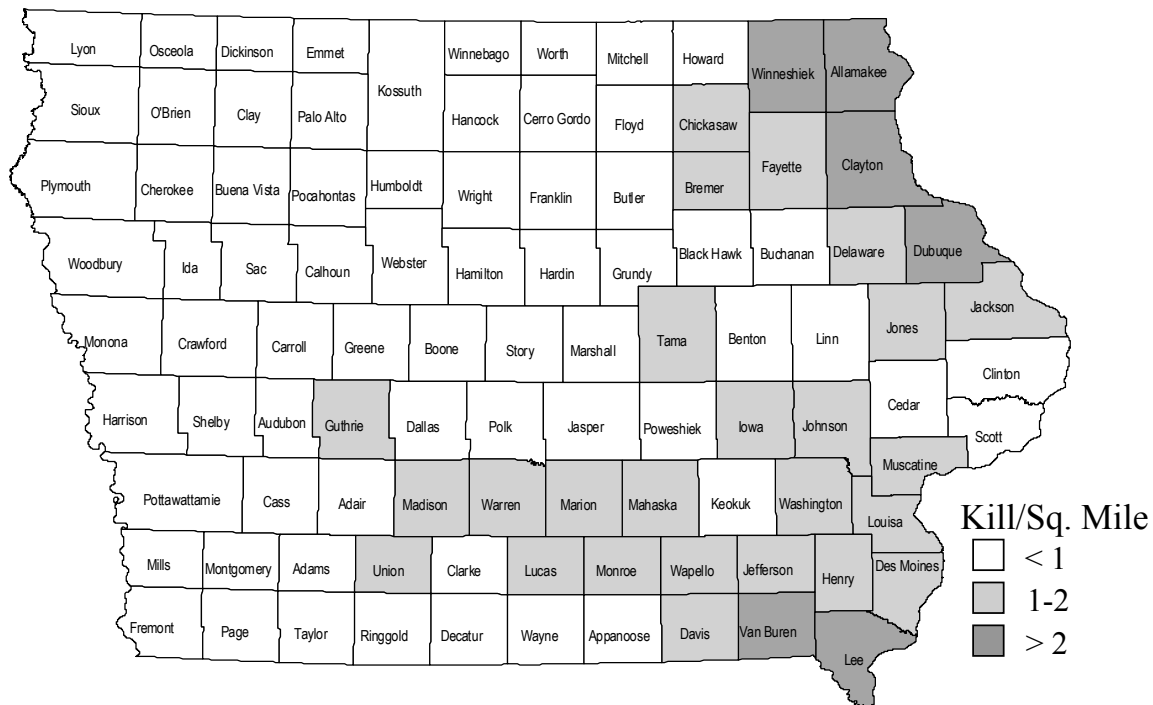 Lyon Osceola Dickinson Emmet Winnebago Worth Mitchell Howard Winneshiek Allamakee
Kossuth
Sioux O'Brien Clay Palo Alto Hancock Cerro Gordo Floyd Chickasaw
Fayette Clayton
Plymouth Cherokee Buena Vista Pocahontas Humboldt Wright Franklin Butler Bremer
Woodbury Ida Sac Calhoun Webster Hamilton Hardin Grundy Black Hawk Buchanan Delaware Dubuque
Jackson
Monona Crawford Carroll Greene Boone Story Marshall Tama Benton Linn Jones
Clinton
Harrison Shelby Audubon Guthrie Dallas Polk Jasper Poweshiek Iowa Johnson Cedar
Scott
Muscatine
Pottawattamie Cass Adair Madison Warren Marion Mahaska Keokuk Washington
Louisa
Kill/Sq. Mile
< 1
1-2
> 2
Mills Montgomery Adams Union Clarke Lucas Monroe Wapello Jefferson Henry Des Moines
Fremont Page Taylor Ringgold Decatur Wayne Appanoose Davis Van Buren
Lee